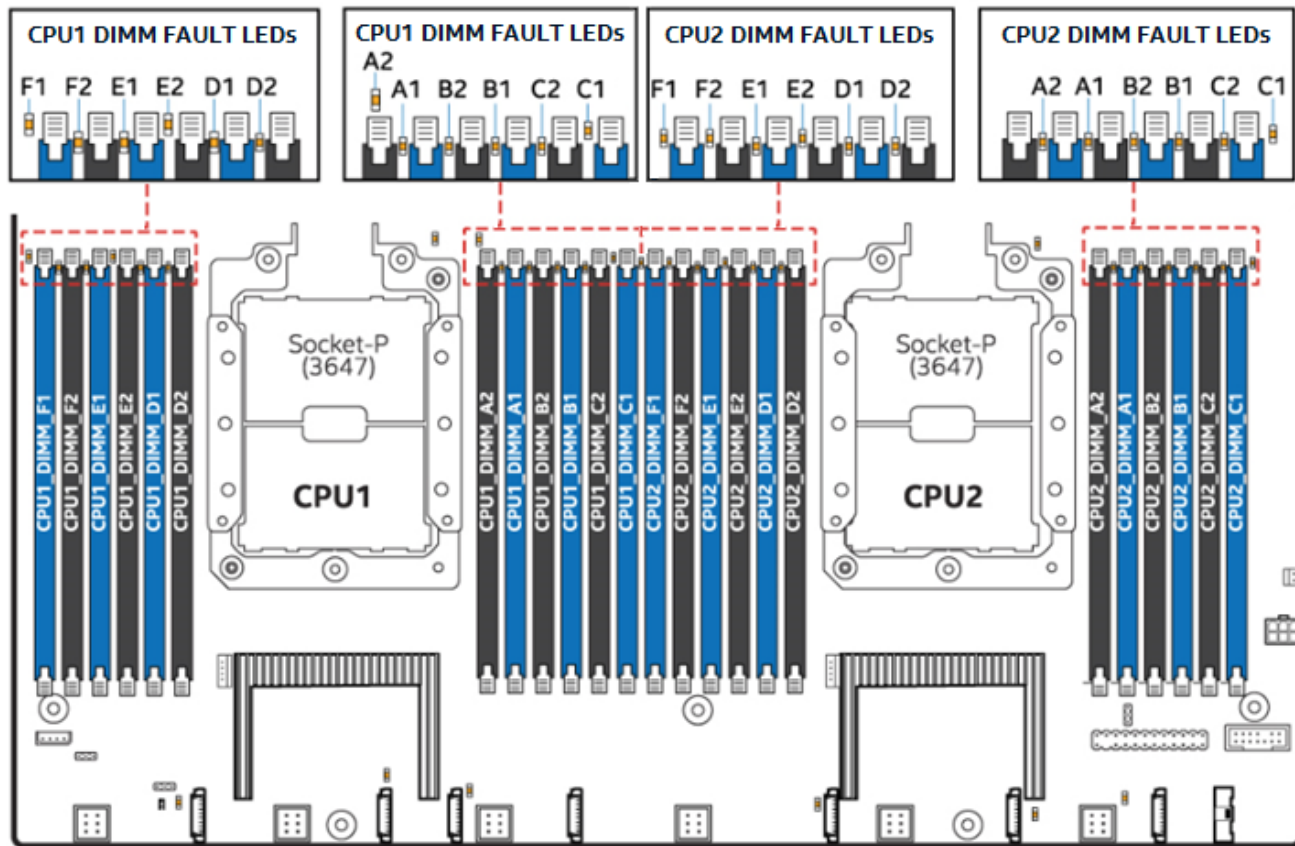 CPU1 DIMM FAULT LEDs
F1 F2 E1 E2 D1 D2
CPU1 DIMM FAULT LEDs
A2
A1 B2 B1 C2 C1
CPU2 DIMM FAULT LEDs
F1 F2 E1 E2 D1 D2
CPU2 DIMM FAULT LEDs
A2 A1 B2 B1 C2 C1
CPU1_DIMM_F1
CPU1_DIMM_F2
CPU1_DIMM_E1
CPU1_DIMM_E2
CPU1_DIMM_D1
CPU1_DIMM_D2
Socket-P
(3647)
CPU1
CPU1_DIMM_A2
CPU1_DIMM_A1
CPU1_DIMM_B2
CPU1_DIMM_B1
CPU1_DIMM_C2
CPU1_DIMM_C1
CPU2_DIMM_F1
CPU2_DIMM_F2
CPU2_DIMM_E1
CPU2_DIMM_E2
CPU2_DIMM_D1
CPU2_DIMM_D2
Socket-P
(3647)
CPU2
CPU2_DIMM_A2
CPU2_DIMM_A1
CPU2_DIMM_B2
CPU2_DIMM_B1
CPU2_DIMM_C2
CPU2_DIMM_C1